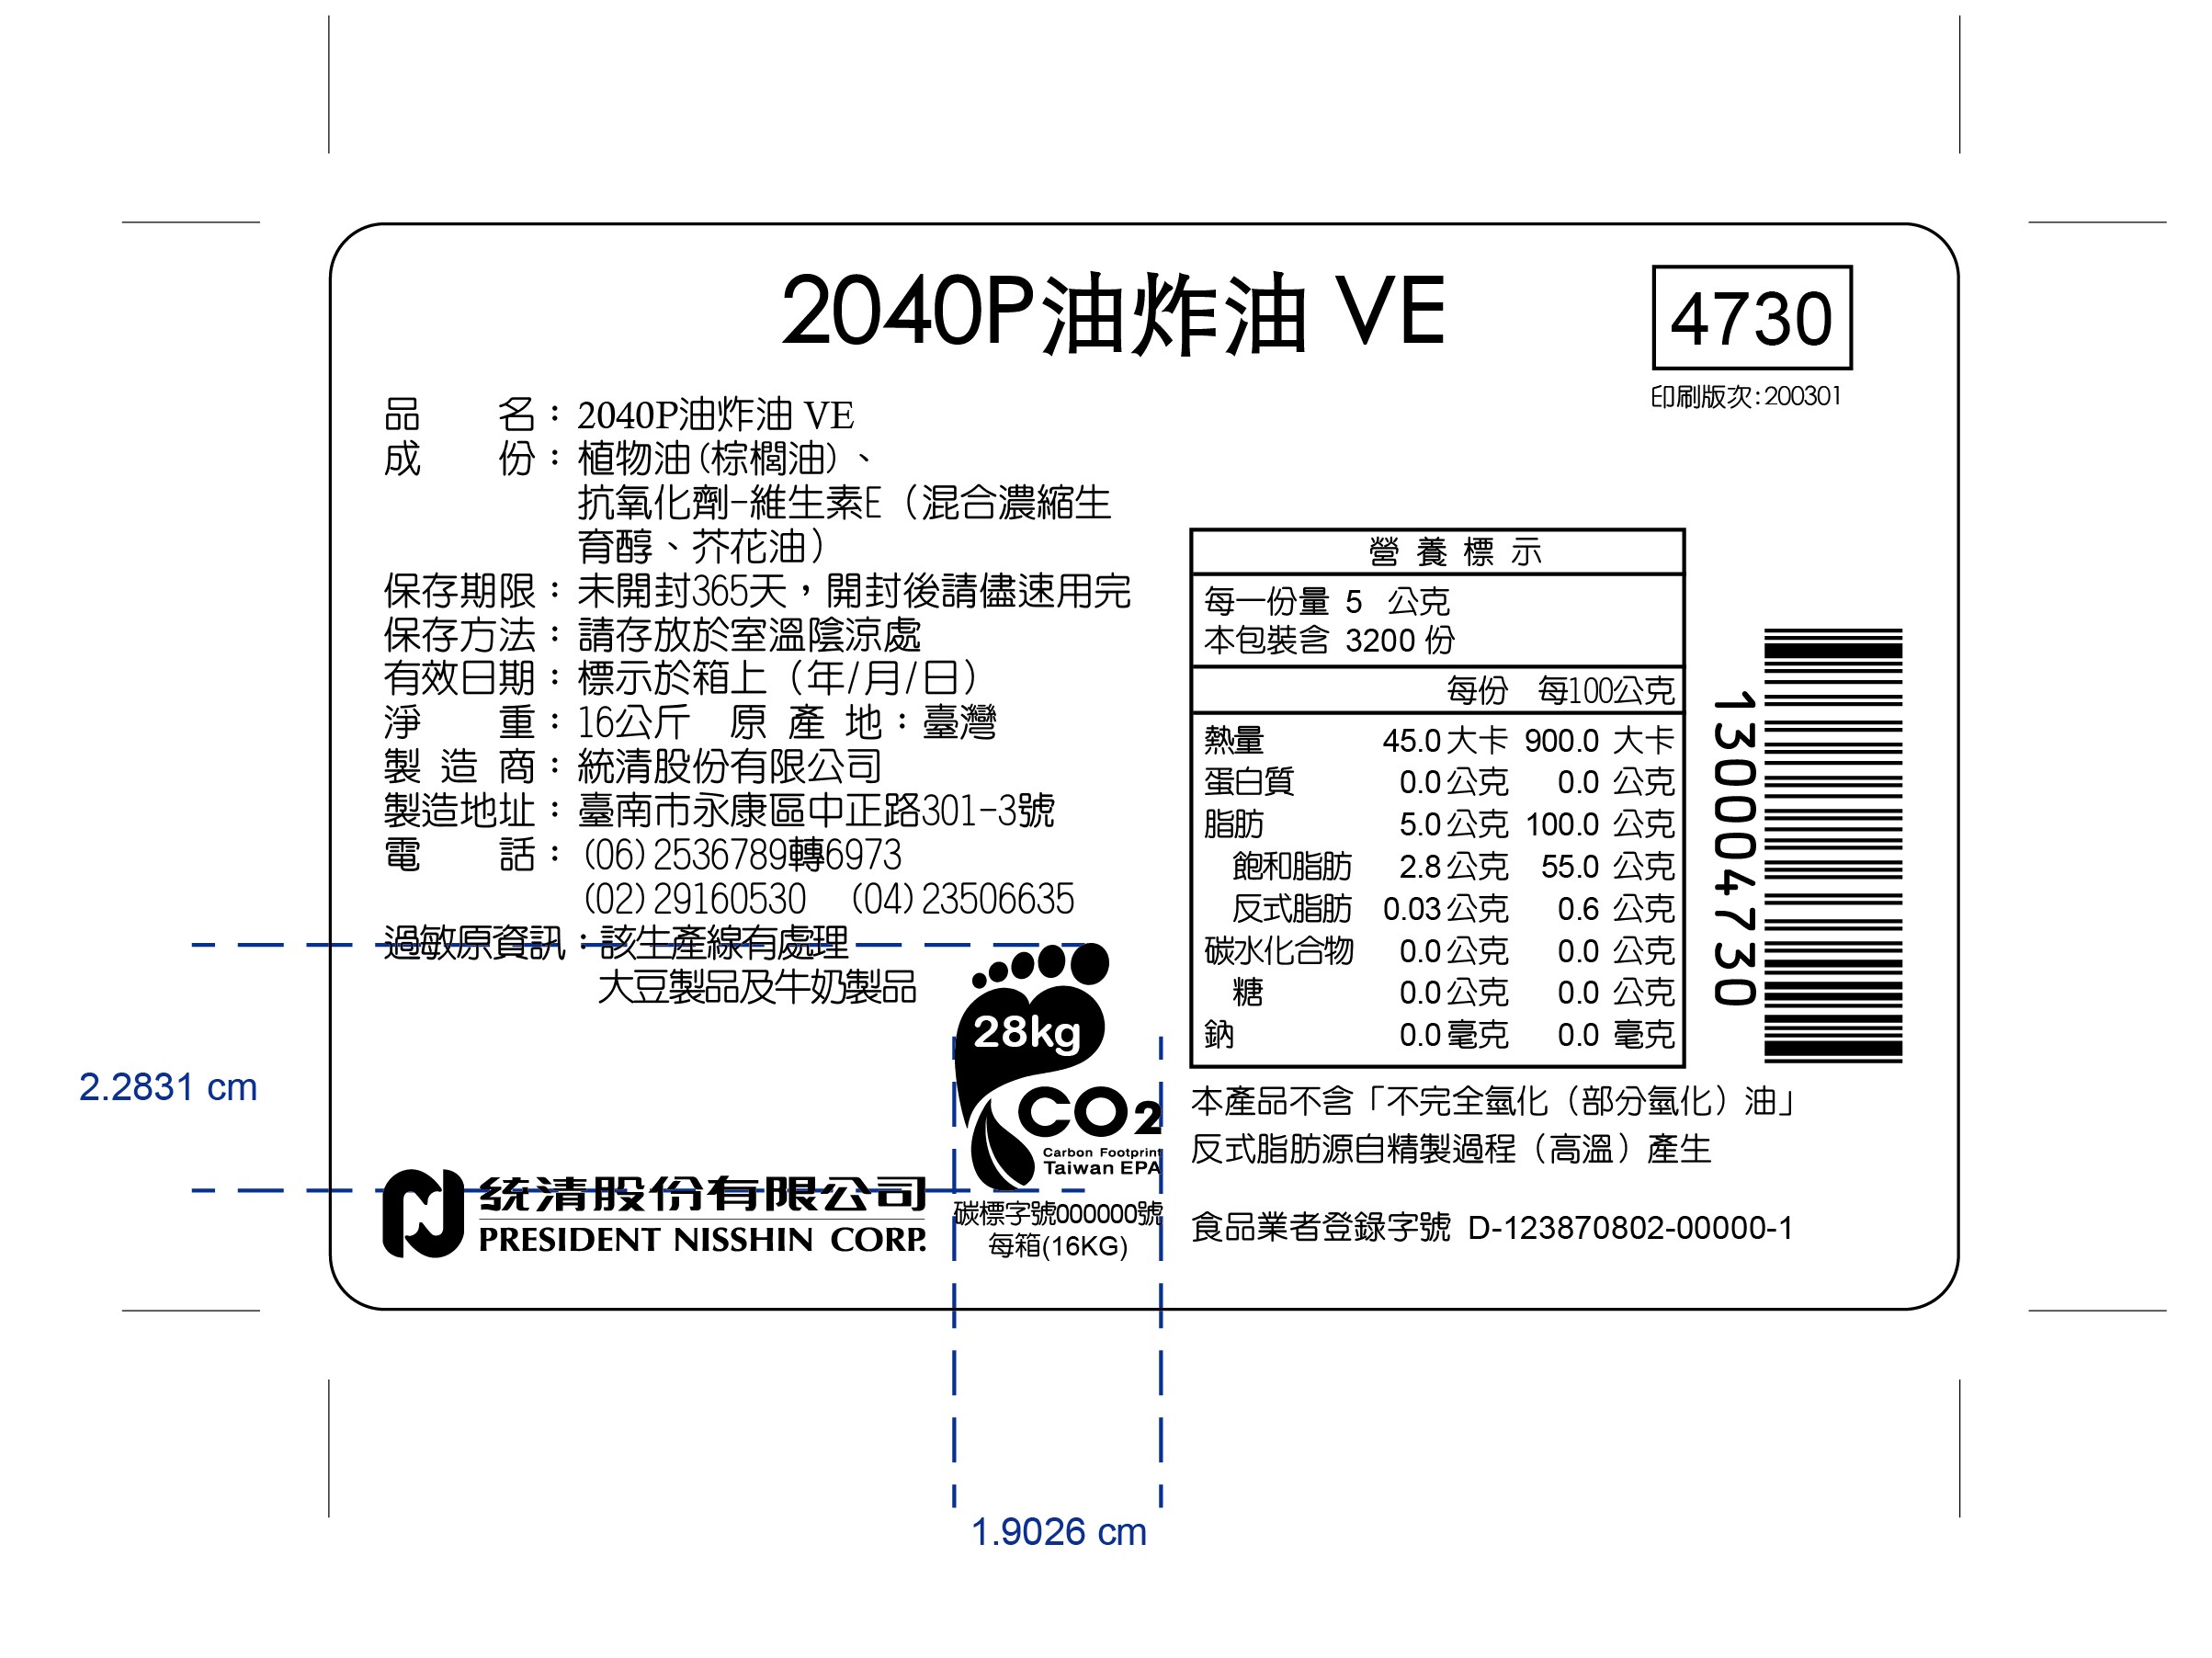 2040P油炸油 VE
4730
印刷版次:200301
品名：2040P油炸油 VE
成份：植物油(棕櫚油)、
抗氧化劑-維生素E（混合濃縮生
育醇、芥花油）
保存期限：未開封365天，開封後請儘速用完
保存方法：請存放於室溫陰涼處
有效日期：標示於箱上（年/月/日）
淨重：16公斤 原產地：臺灣
製造商：統清股份有限公司
製造地址：臺南市永康區中正路301-3號
電話：(06)2536789轉6973
(02)29160530 (04)23506635
過敏原資訊：該生產線有處理
大豆製品及牛奶製品
28kg
CO2
Carbon Footprint
Taiwan EPA
碳標字號000000號
每箱(16KG)
統清股份有限公司
PRESIDENT NISSHIN CORP.
營養標示
每一份量 5 公克
本包裝含 3200 份
每份 每100公克
熱量 45.0大卡 900.0 大卡
蛋白質 0.0公克 0.0 公克
脂肪 5.0公克 100.0 公克
飽和脂肪 2.8公克 55.0 公克
反式脂肪 0.03公克 0.6 公克
碳水化合物 0.0公克 0.0 公克
糖 0.0公克 0.0 公克
鈉 0.0毫克 0.0 毫克
1300004730
本產品不含「不完全氫化（部分氫化）油」
反式脂肪源自精製過程（高溫）產生
食品業者登錄字號 D-123870802-00000-1
2.2831 cm
1.9026 cm